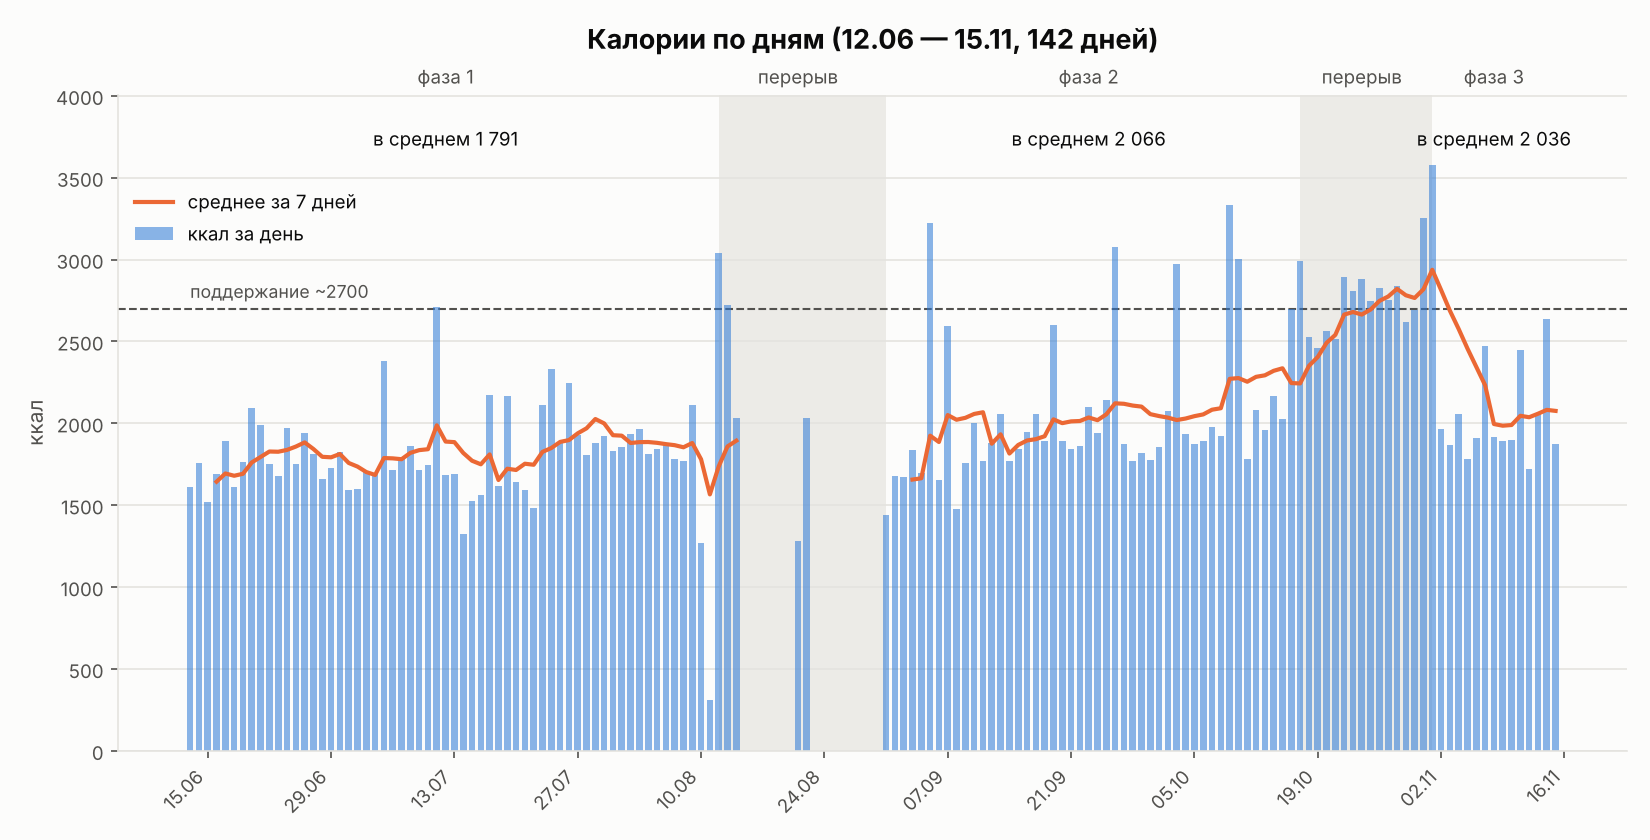 Калории по дням (12.06 — 15.11, 142 дней)
фаза 1
перерыв
фаза 2
перерыв
фаза 3
4000
в среднем 1 791
в среднем 2 066
в среднем 2 036
3500
среднее за 7 дней
ккал за день
3000
поддержание ~2700
2500
2000
ккал
1500
1000
500
0
15.06
29.06
13.07
27.07
10.08
24.08
07.09
21.09
05.10
19.10
02.11
16.11